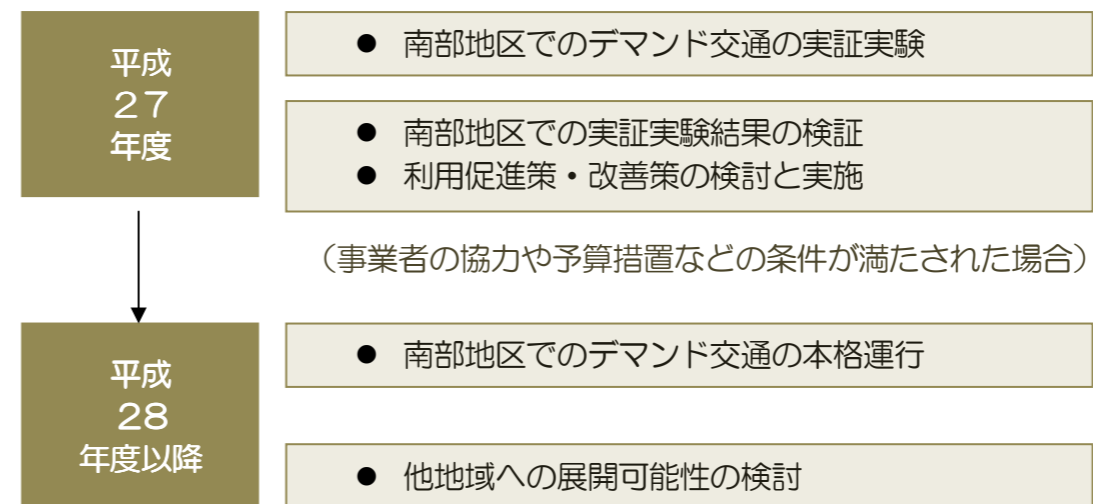 平成
２７
年度
● 南部地区でのデマンド交通の実証実験
● 南部地区での実証実験結果の検証
● 利用促進策・改善策の検討と実施
（事業者の協力や予算措置などの条件が満たされた場合）
平成
28
年度以降
● 南部地区でのデマンド交通の本格運行
● 他地域への展開可能性の検討